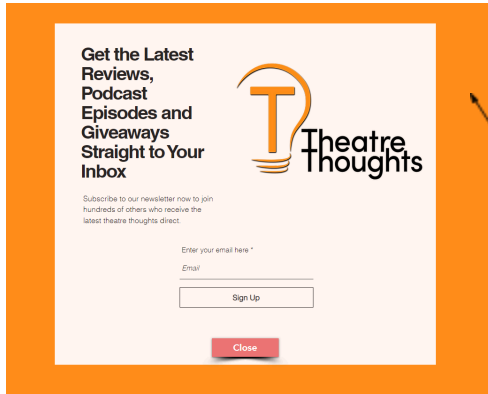 Get the Latest
Reviews,
Podcast
Episodes and
Giveaways
Straight to Your
Inbox
T
Theatre
Thoughts
Subscribe to our newsletter now to join
hundreds of others who receive the
latest theatre thoughts direct.
Enter your email here *
Email
Sign Up
Close